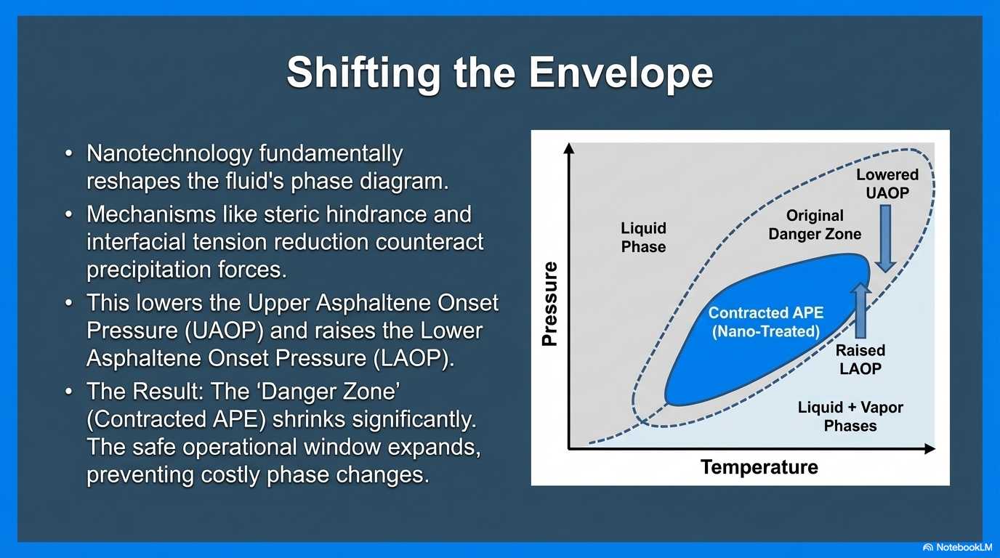 Shifting the Envelope
• Nanotechnology fundamentally
reshapes the fluid's phase diagram.
• Mechanisms like steric hindrance and
interfacial tension reduction counteract
precipitation forces.
• This lowers the Upper Asphaltene Onset
Pressure (UAOP) and raises the Lower
Asphaltene Onset Pressure (LAOP).
• The Result: The ‘Danger Zone’
(Contracted APE) shrinks significantly.
The safe operational window expands,
preventing costly phase changes.
Pressure
Liquid
Phase
Original
Danger Zone
Lowered
UAOP
Contracted APE
(Nano-Treated)
Raised
LAOP
Liquid + Vapor
Phases
Temperature
NotebookLM